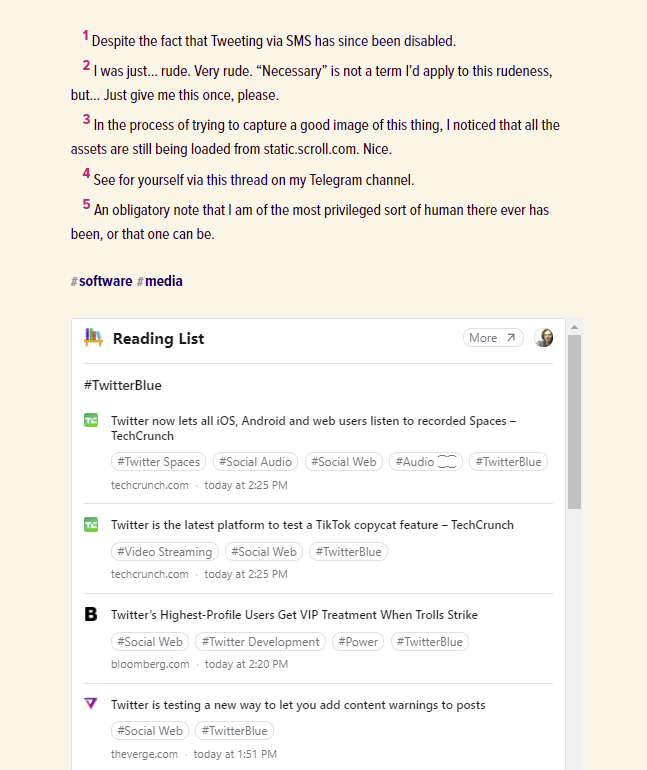 1 Despite the fact that Tweeting via SMS has since been disabled.
2 I was just... rude. Very rude. “Necessary” is not a term I’d apply to this rudeness,
but... Just give me this once, please.
3 In the process of trying to capture a good image of this thing, I noticed that all the
assets are still being loaded from static.scroll.com. Nice.
4 See for yourself via this thread on my Telegram channel.
5 An obligatory note that I am of the most privileged sort of human there ever has
been, or that one can be.
#software #media
Reading List More ↗
#TwitterBlue
TC Twitter now lets all iOS, Android and web users listen to recorded Spaces –
TechCrunch
#Twitter Spaces #Social Audio #Social Web #Audio #TwitterBlue
techcrunch.com · today at 2:25 PM
TC Twitter is the latest platform to test a TikTok copycat feature – TechCrunch
#Video Streaming #Social Web #TwitterBlue
techcrunch.com · today at 2:25 PM
B Twitter’s Highest-Profile Users Get VIP Treatment When Trolls Strike
#Social Web #Twitter Development #Power #TwitterBlue
bloomberg.com · today at 2:20 PM
Twitter is testing a new way to let you add content warnings to posts
#Social Web #TwitterBlue
theverge.com · today at 1:51 PM